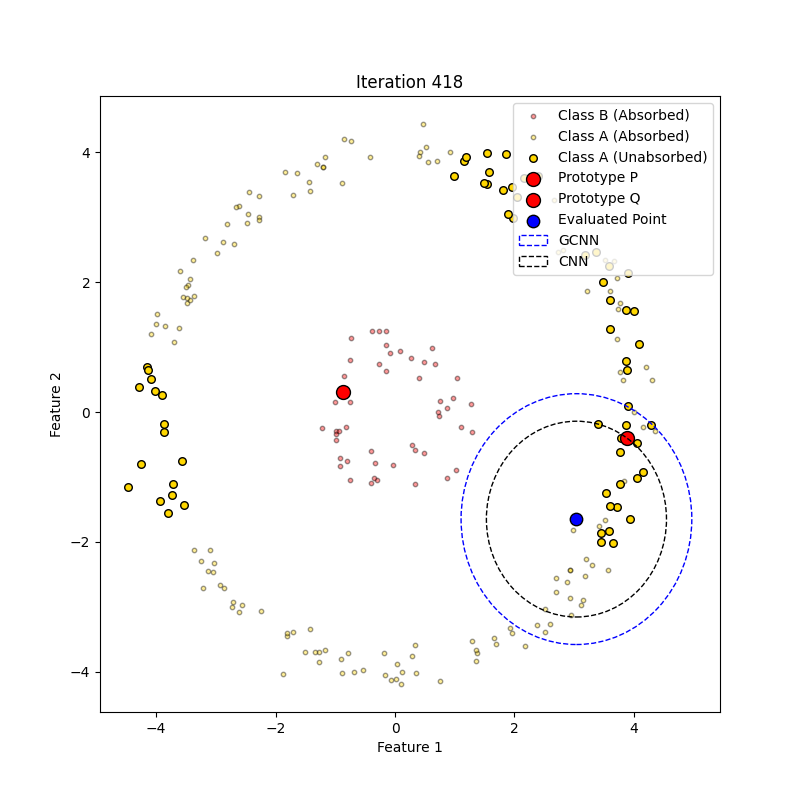 Iteration 418
Class B (Absorbed)
Class A (Absorbed)
Class A (Unabsorbed)
Prototype P
Prototype Q
Evaluated Point
GCNN
CNN
4
2
0
−2
−4
Feature 2
−4
−2
0
2
4
Feature 1